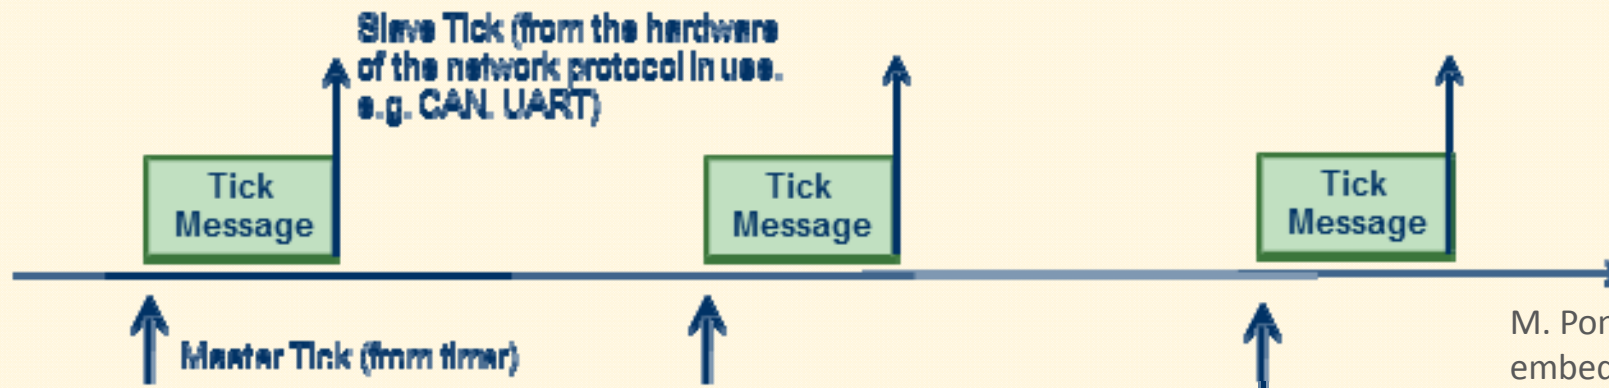 Slave Tick (from the hardware
of the network protocol in use.
e.g. CAN. UART)
Tick
Message
Tick
Message
Tick
Message
Master Tick (from timer)
M. Pon
embed